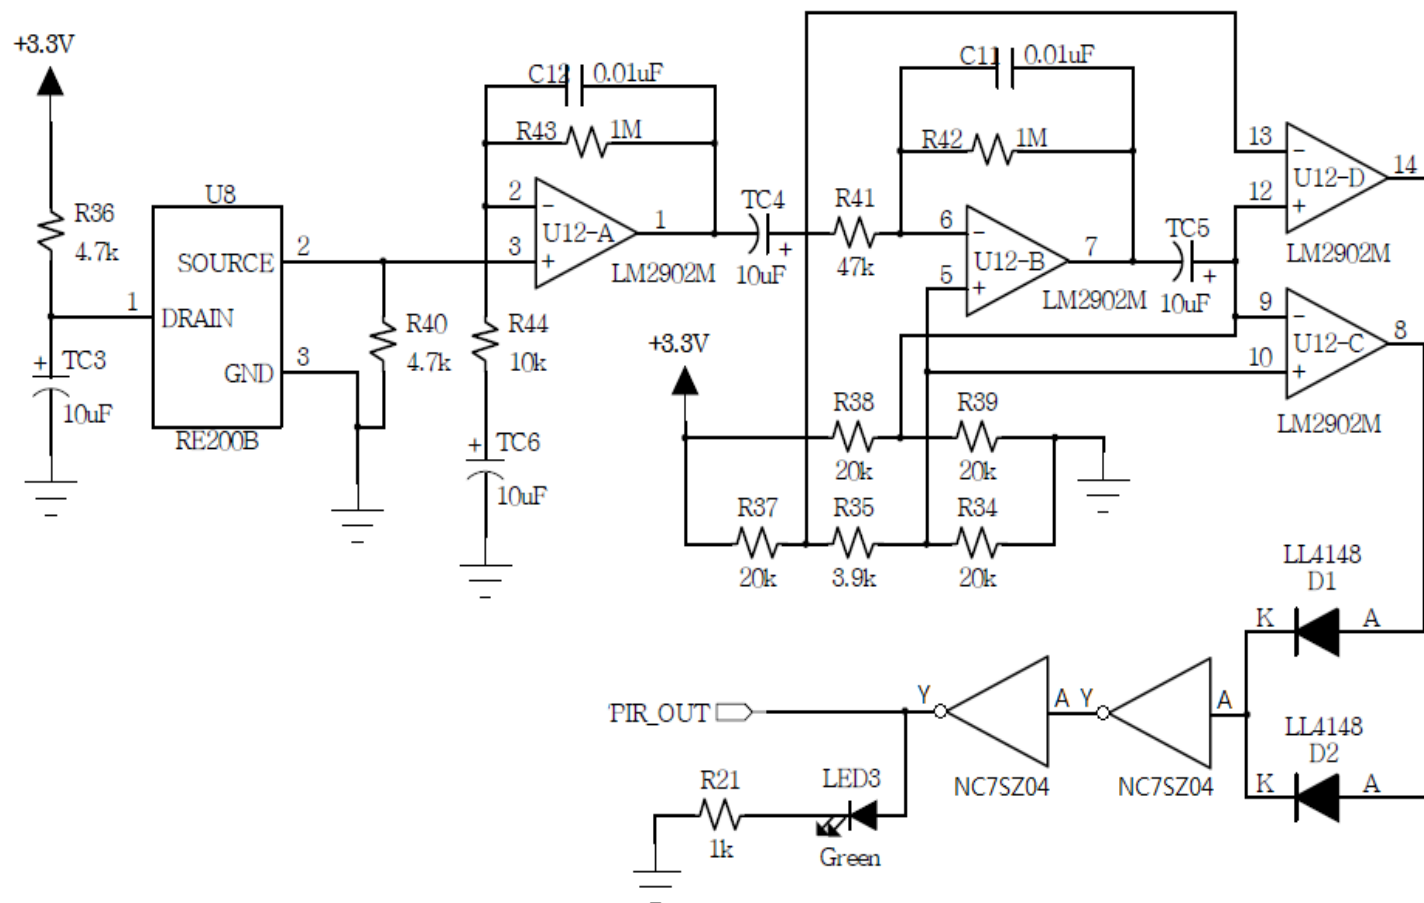 +3.3V
C12 0.01uF
R43 1M
C11 0.01uF
R42 1M
13
14
U12-D
12
LM2902M
U8
R36
4.7k
2
SOURCE
1
DRAIN
3
GND
RE200B
+ TC3
10uF
R40
4.7k
2
3
U12-A
1
LM2902M
R44
10k
+ TC6
10uF
TC4
+
10uF
R41
47k
6
5
U12-B
7
LM2902M
TC5
+
10uF
9
8
U12-C
10
LM2902M
+3.3V
R38
20k
R39
20k
R37
20k
R35
3.9k
R34
20k
LL4148
D1
K A
PIR_OUT
Y A Y A
NC7SZ04 NC7SZ04
LL4148
D2
K A
R21
1k
LED3
Green